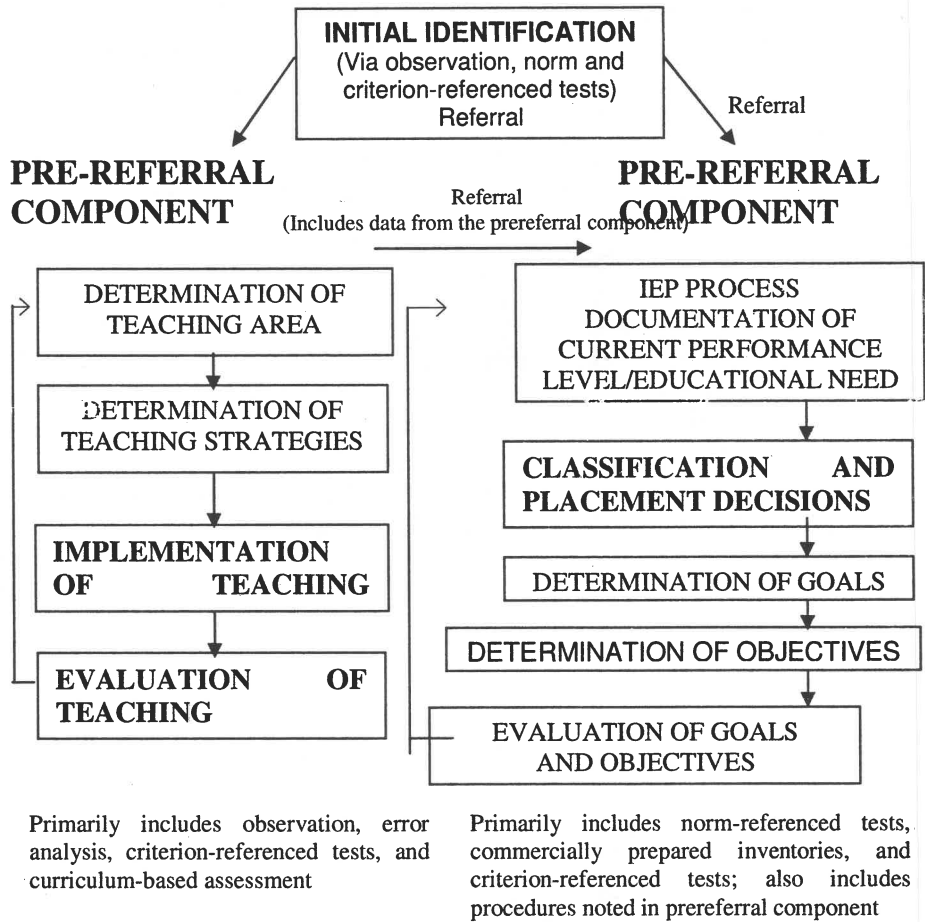 INITIAL IDENTIFICATION
(Via observation, norm and
criterion-referenced tests)
Referral
Referral
PRE-REFERRAL
COMPONENT
Referral
(Includes data from the prereferral component)
PRE-REFERRAL
COMPONENT
DETERMINATION OF
TEACHING AREA
DETERMINATION OF
TEACHING STRATEGIES
IMPLEMENTATION
OF TEACHING
EVALUATION OF
TEACHING
IEP PROCESS
DOCUMENTATION OF
CURRENT PERFORMANCE
LEVEL/EDUCATIONAL NEED
CLASSIFICATION AND
PLACEMENT DECISIONS
DETERMINATION OF GOALS
DETERMINATION OF OBJECTIVES
EVALUATION OF GOALS
AND OBJECTIVES
Primarily includes observation, error
analysis, criterion-referenced tests, and
curriculum-based assessment
Primarily includes norm-referenced tests,
commercially prepared inventories, and
criterion-referenced tests; also includes
procedures noted in prereferral component